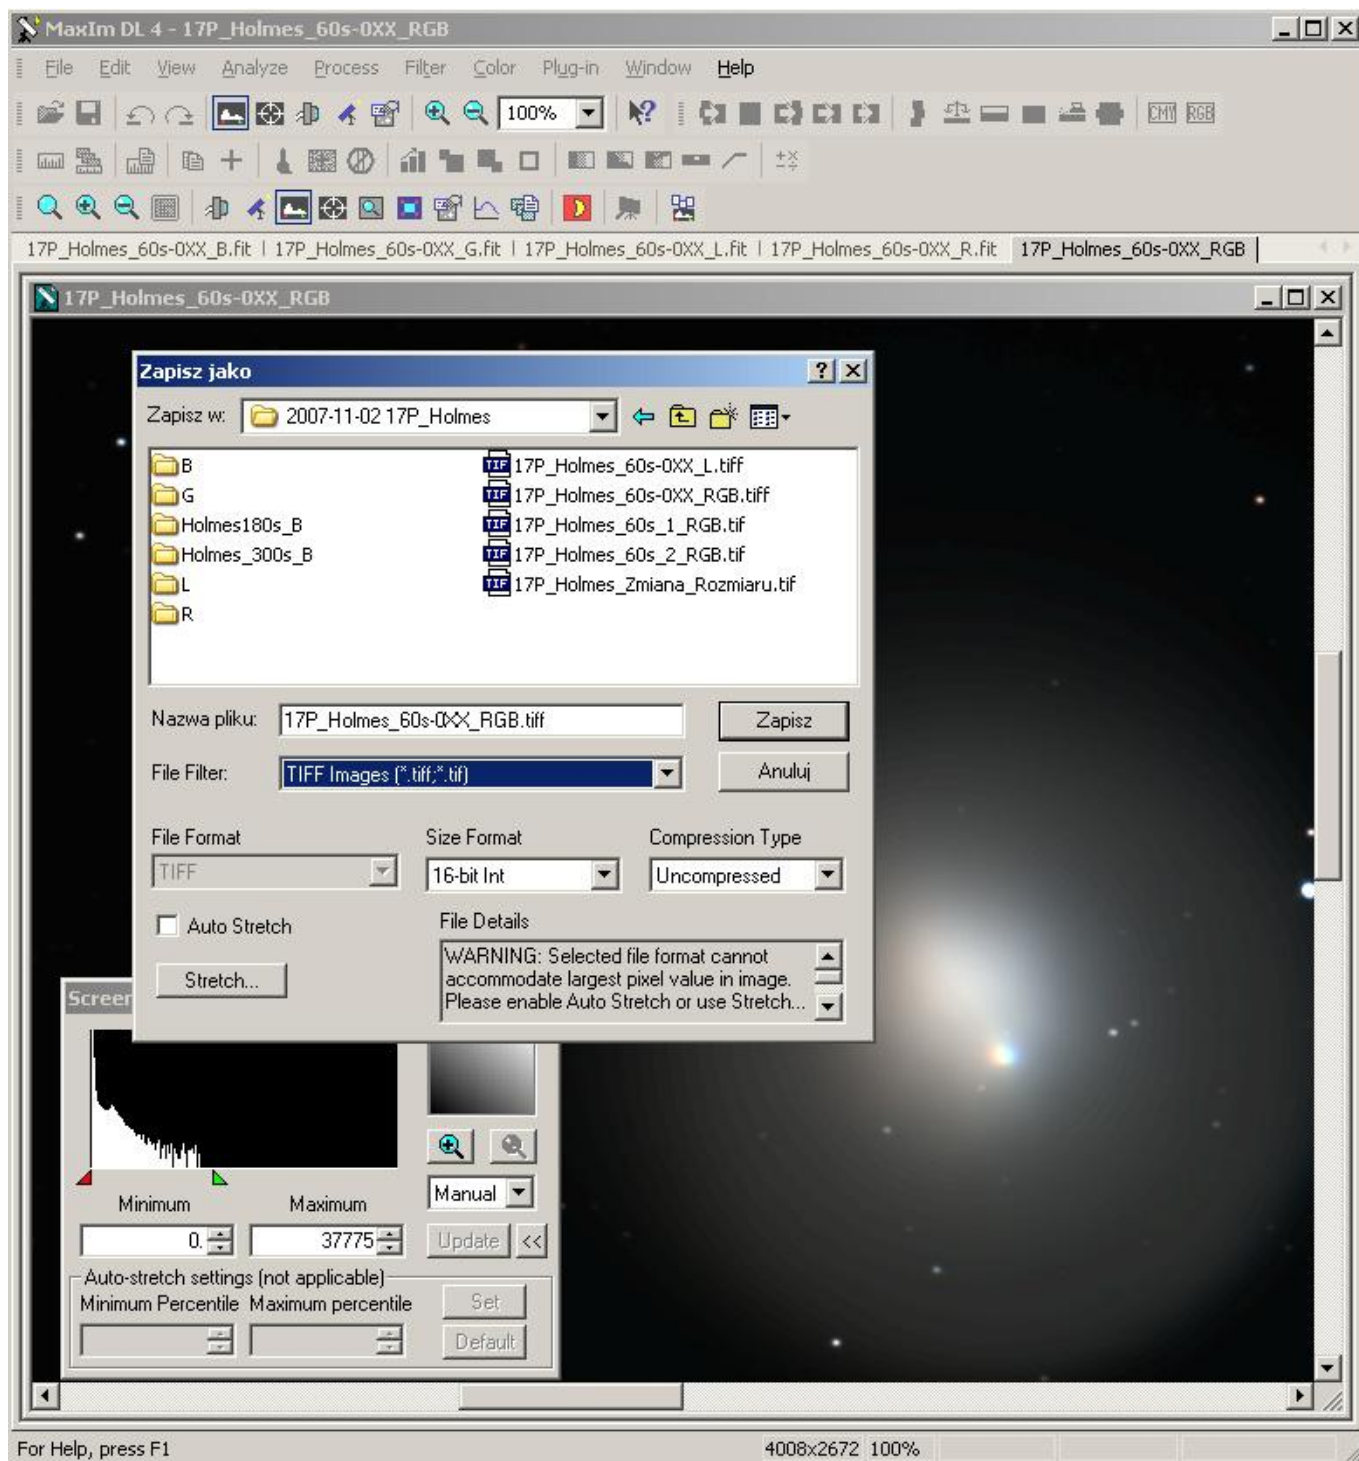 MaxIm DL 4 - 17P_Holmes_60s-0XX_RGB
File Edit View Analyze Process Filter Color Plug-in Window Help
100% CMY RGB
17P_Holmes_60s-0XX_B.fit | 17P_Holmes_60s-0XX_G.fit | 17P_Holmes_60s-0XX_L.fit | 17P_Holmes_60s-0XX_R.fit 17P_Holmes_60s-0XX_RGB
17P_Holmes_60s-0XX_RGB
Zapisz jako
Zapisz w: 2007-11-02 17P_Holmes
B
G
Holmes180s_B
Holmes_300s_B
L
R
17P_Holmes_60s-0XX_L.tiff
17P_Holmes_60s-0XX_RGB.tiff
17P_Holmes_60s_1_RGB.tif
17P_Holmes_60s_2_RGB.tif
17P_Holmes_Zmiana_Rozmiaru.tif
Nazwa pliku: 17P_Holmes_60s-0XX_RGB.tiff Zapisz
File Filter: TIFF Images (*.tiff;*.tif) Anuluj
File Format Size Format Compression Type
TIFF 16-bit Int Uncompressed
Auto Stretch File Details
Stretch...
WARNING: Selected file format cannot
accommodate largest pixel value in image.
Please enable Auto Stretch or use Stretch...
Screen
Minimum Maximum Manual
0. 37775 Update <<
Auto-stretch settings (not applicable)
Minimum Percentile Maximum percentile Set
Default
For Help, press F1 4008x2672 100%